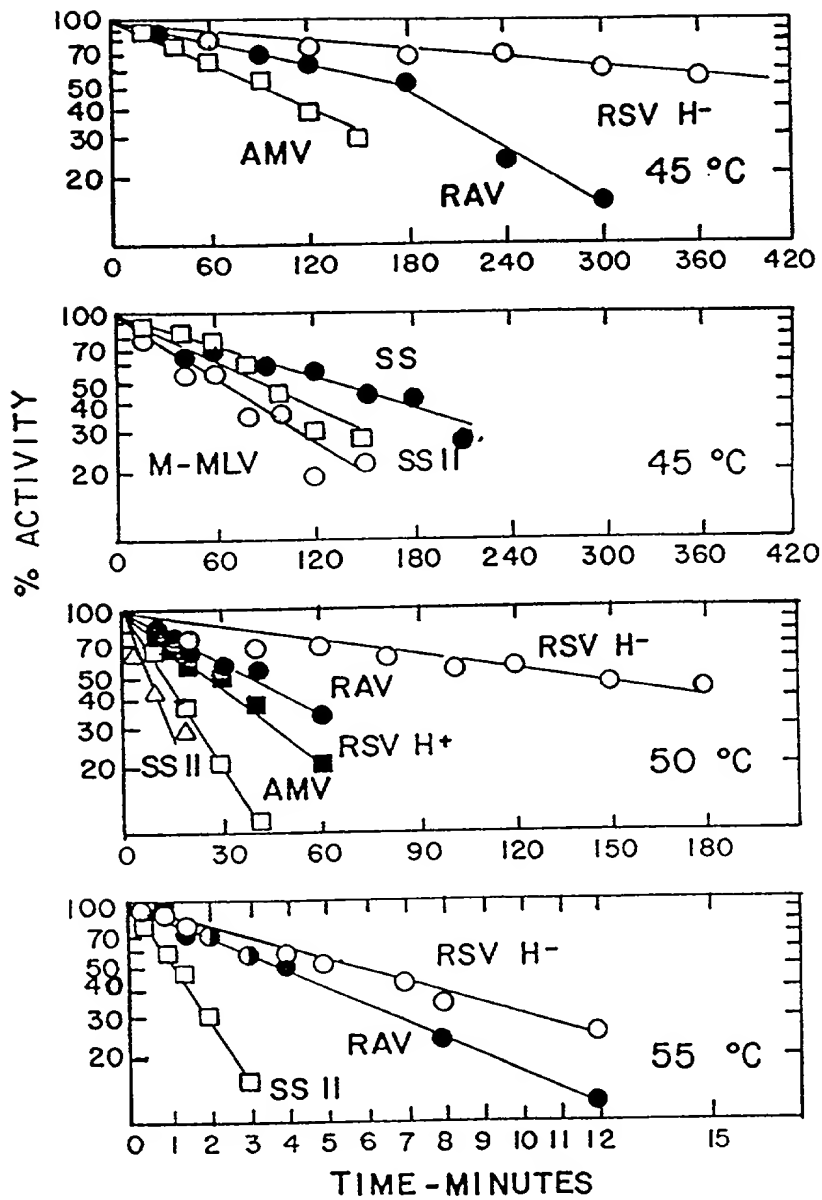 100
70
50
40
30
20
RSV H-
AMV
RAV
45 °C
0 60 120 180 240 300 360 420
100
70
50
40
30
20
SS
M-MLV
SS II
45 °C
0 60 120 180 240 300 360 420
% ACTIVITY
100
70
50
40
30
20
RSV H-
RAV
RSV H+
SS II
AMV
50 °C
0 30 60 90 120 150 180
100
70
50
40
30
20
RSV H-
RAV
SS II
55 °C
0 1 2 3 4 5 6 7 8 9 10 11 12 15
TIME-MINUTES